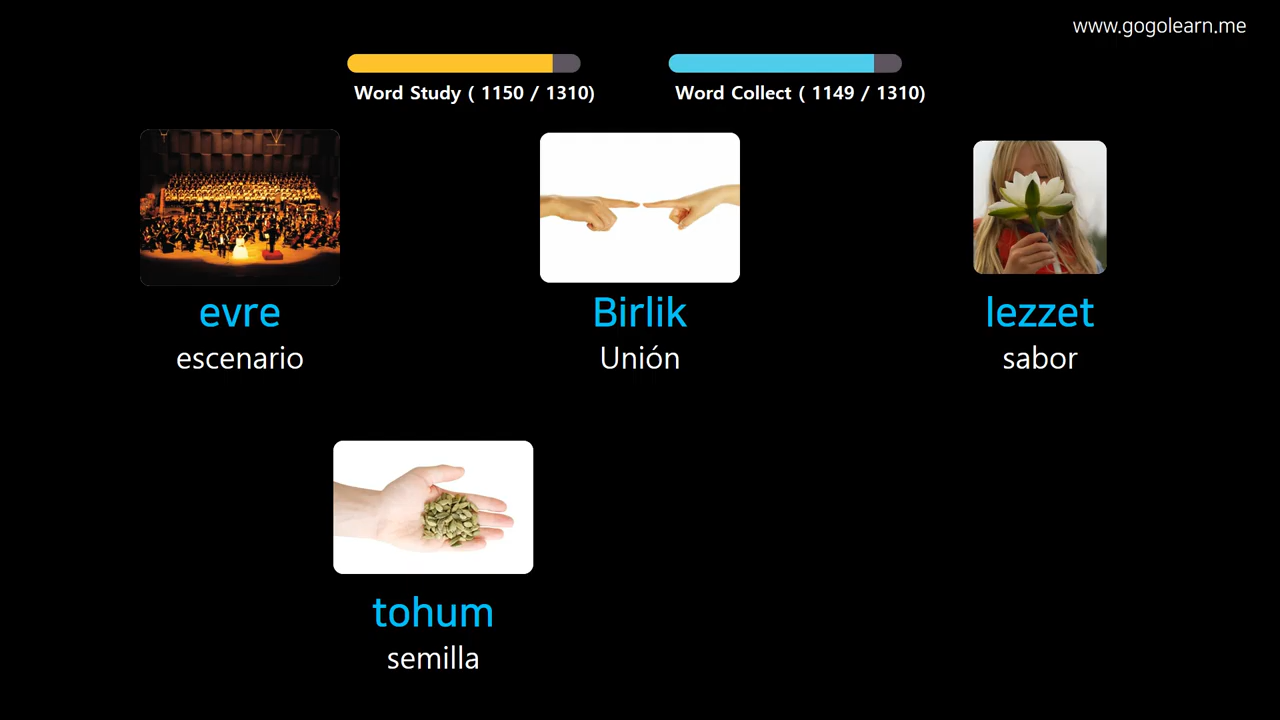 www.gogolearn.me
Word Study ( 1150 / 1310)
Word Collect ( 1149 / 1310)
evre
escenario
Birlik
Unión
lezzet
sabor
tohum
semilla